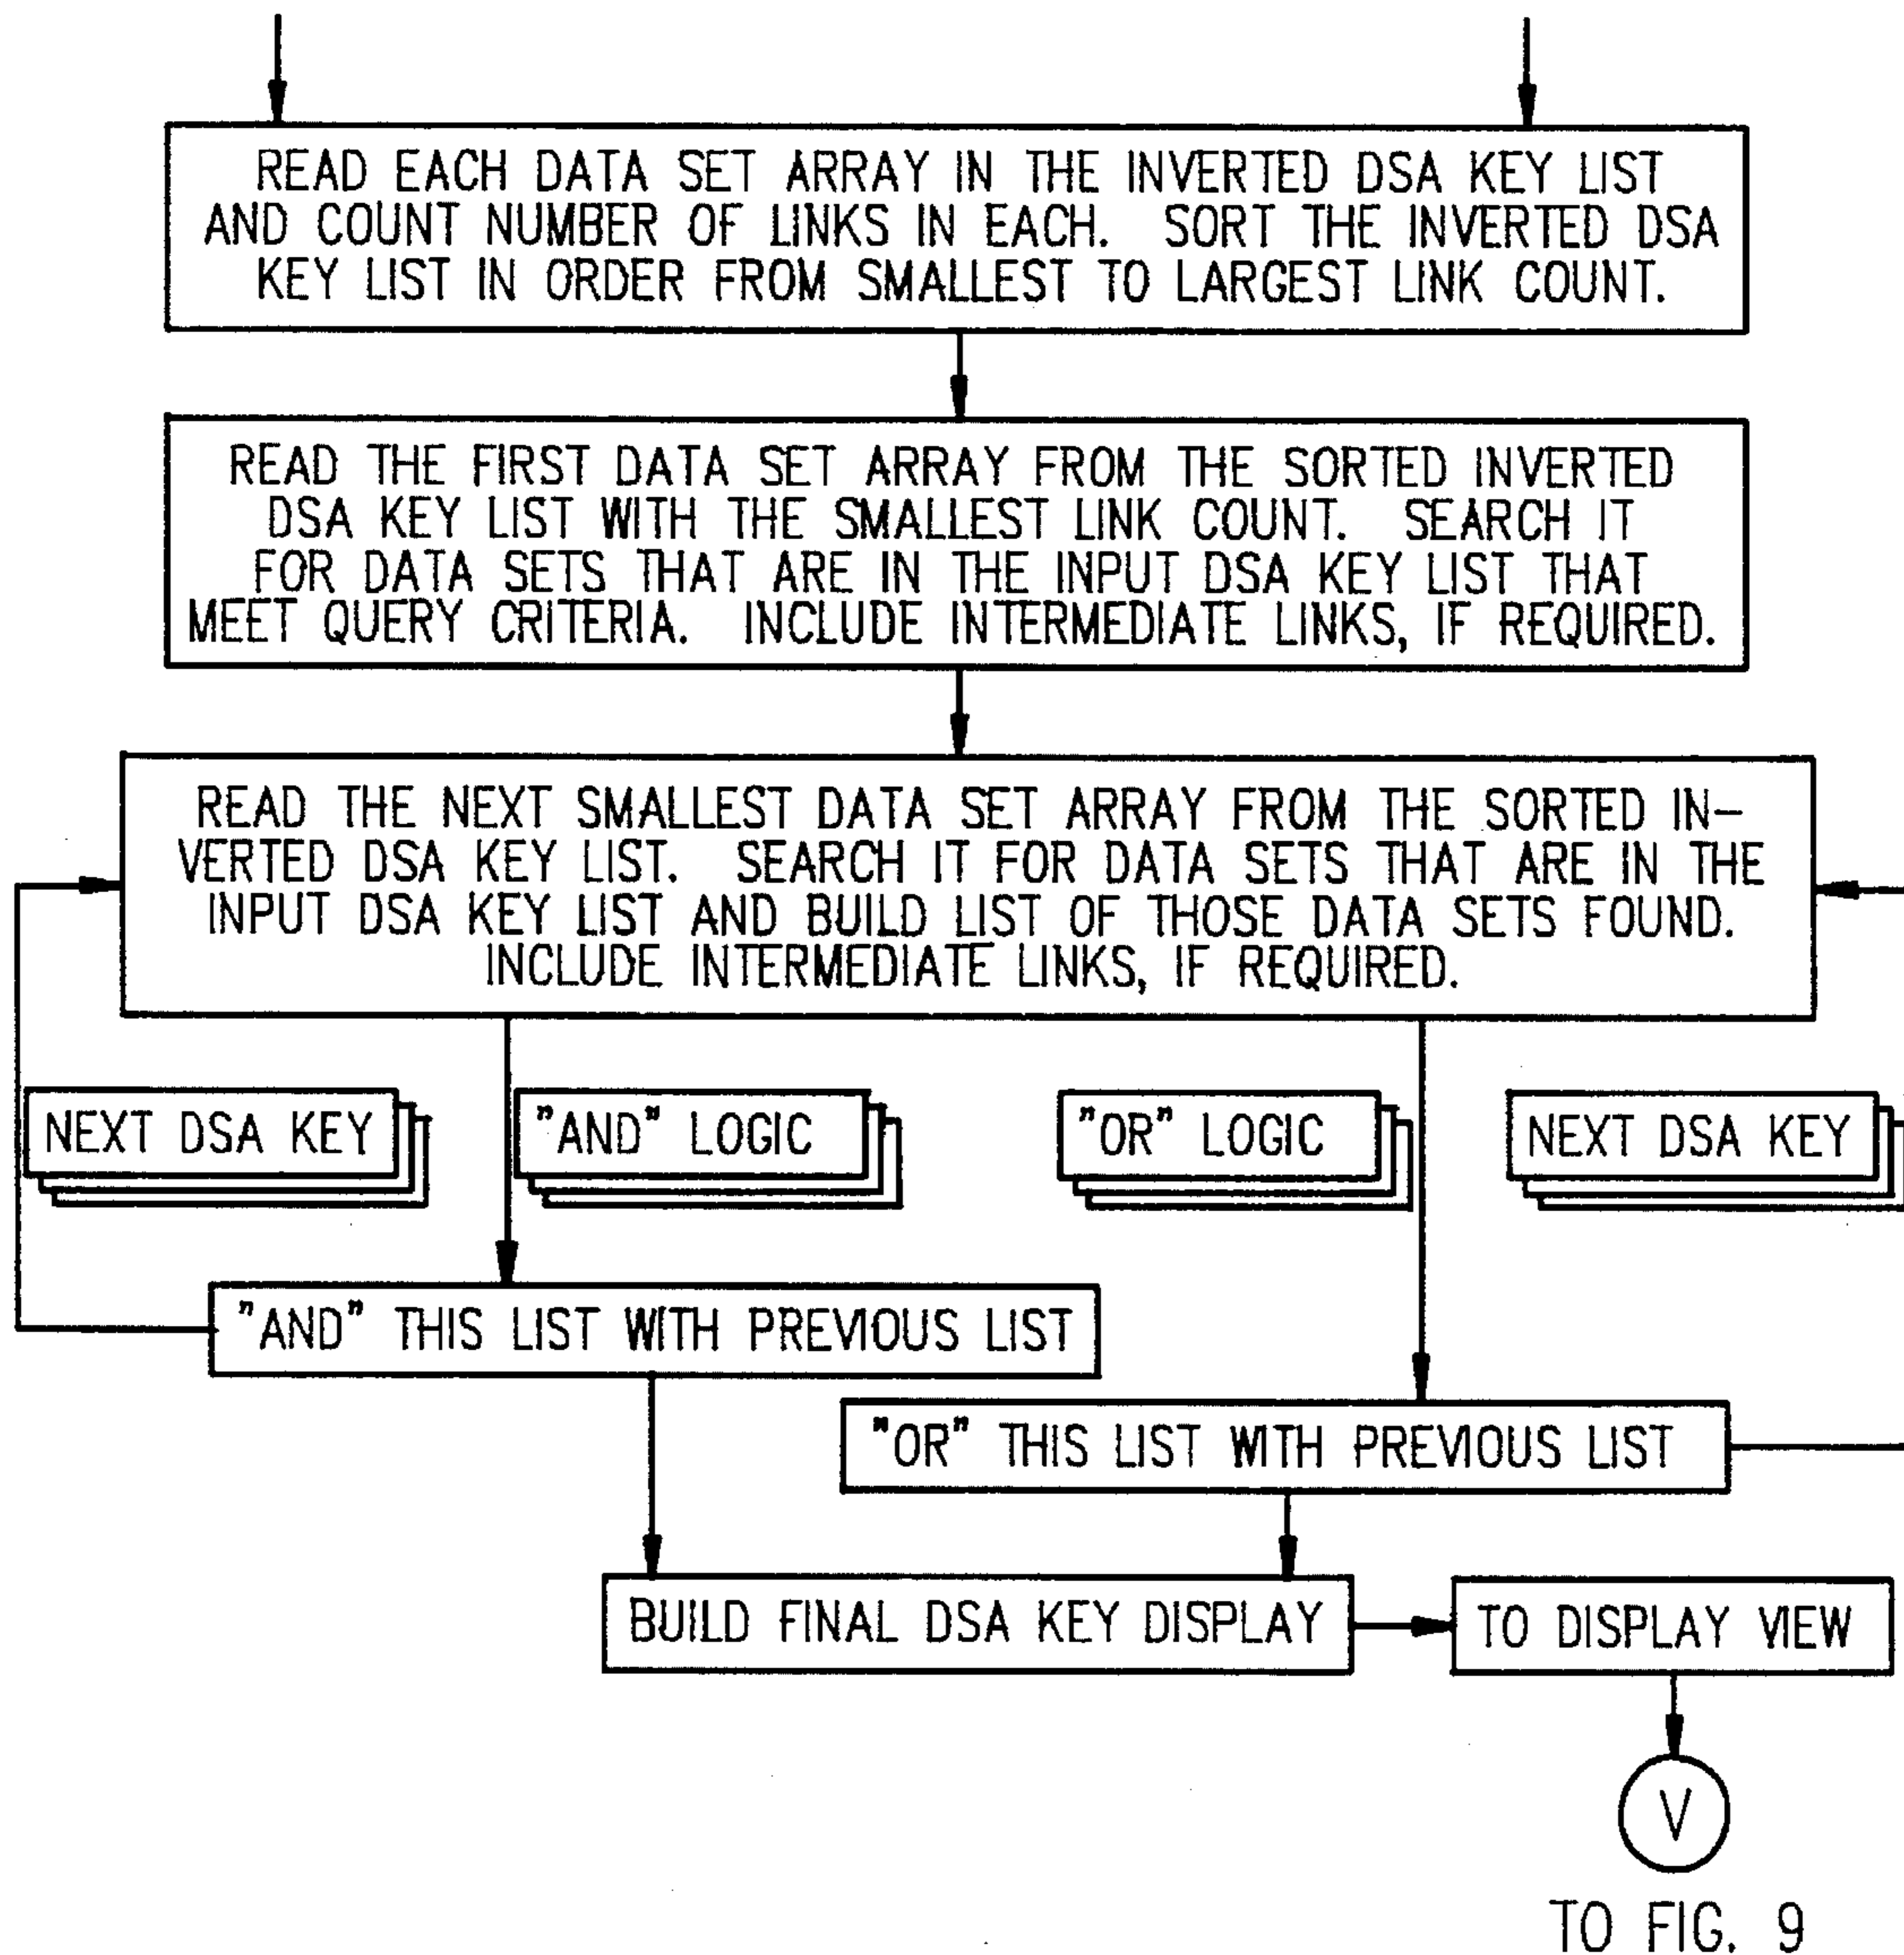 READ EACH DATA SET ARRAY IN THE INVERTED DSA KEY LIST
AND COUNT NUMBER OF LINKS IN EACH. SORT THE INVERTED DSA
KEY LIST IN ORDER FROM SMALLEST TO LARGEST LINK COUNT.
READ THE FIRST DATA SET ARRAY FROM THE SORTED INVERTED
DSA KEY LIST WITH THE SMALLEST LINK COUNT. SEARCH IT
FOR DATA SETS THAT ARE IN THE INPUT DSA KEY LIST THAT
MEET QUERY CRITERIA. INCLUDE INTERMEDIATE LINKS, IF REQUIRED.
READ THE NEXT SMALLEST DATA SET ARRAY FROM THE SORTED IN-
VERTED DSA KEY LIST. SEARCH IT FOR DATA SETS THAT ARE IN THE
INPUT DSA KEY LIST AND BUILD LIST OF THOSE DATA SETS FOUND.
INCLUDE INTERMEDIATE LINKS, IF REQUIRED.
NEXT DSA KEY
"AND" LOGIC
"OR" LOGIC
NEXT DSA KEY
"AND" THIS LIST WITH PREVIOUS LIST
"OR" THIS LIST WITH PREVIOUS LIST
BUILD FINAL DSA KEY DISPLAY
TO DISPLAY VIEW
V
TO FIG. 9